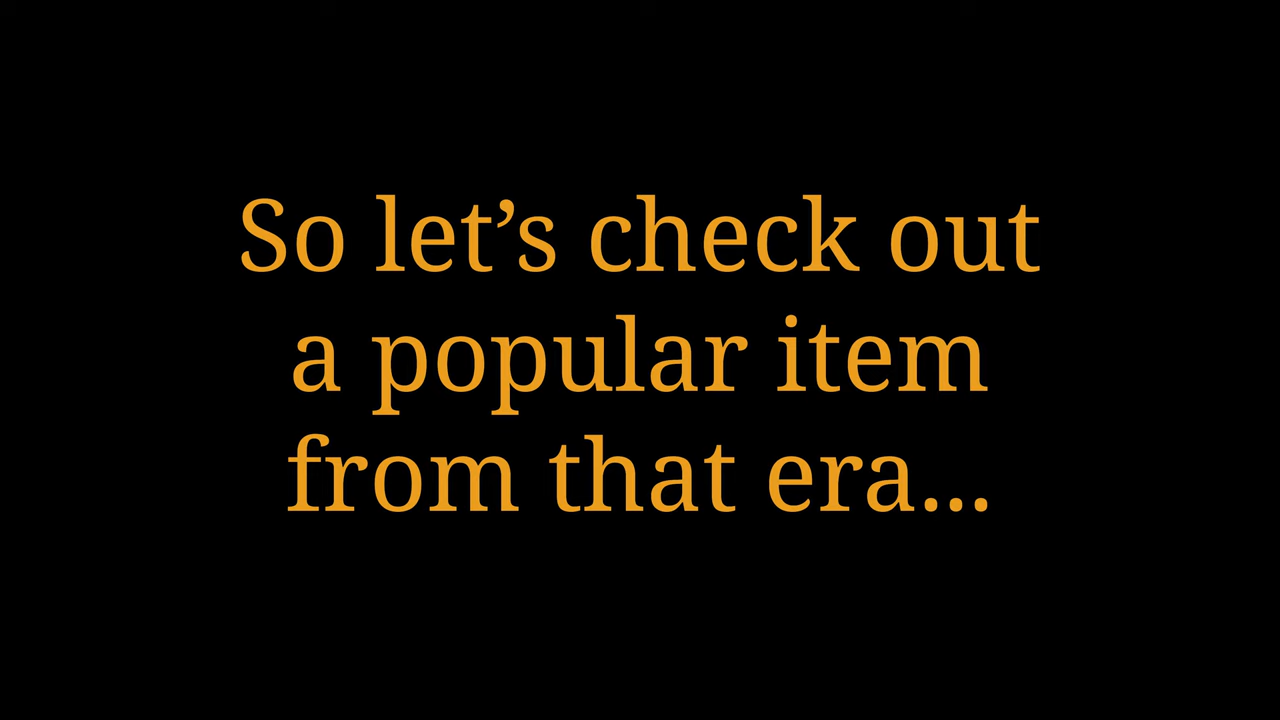 So let’s check out
a popular item
from that era...